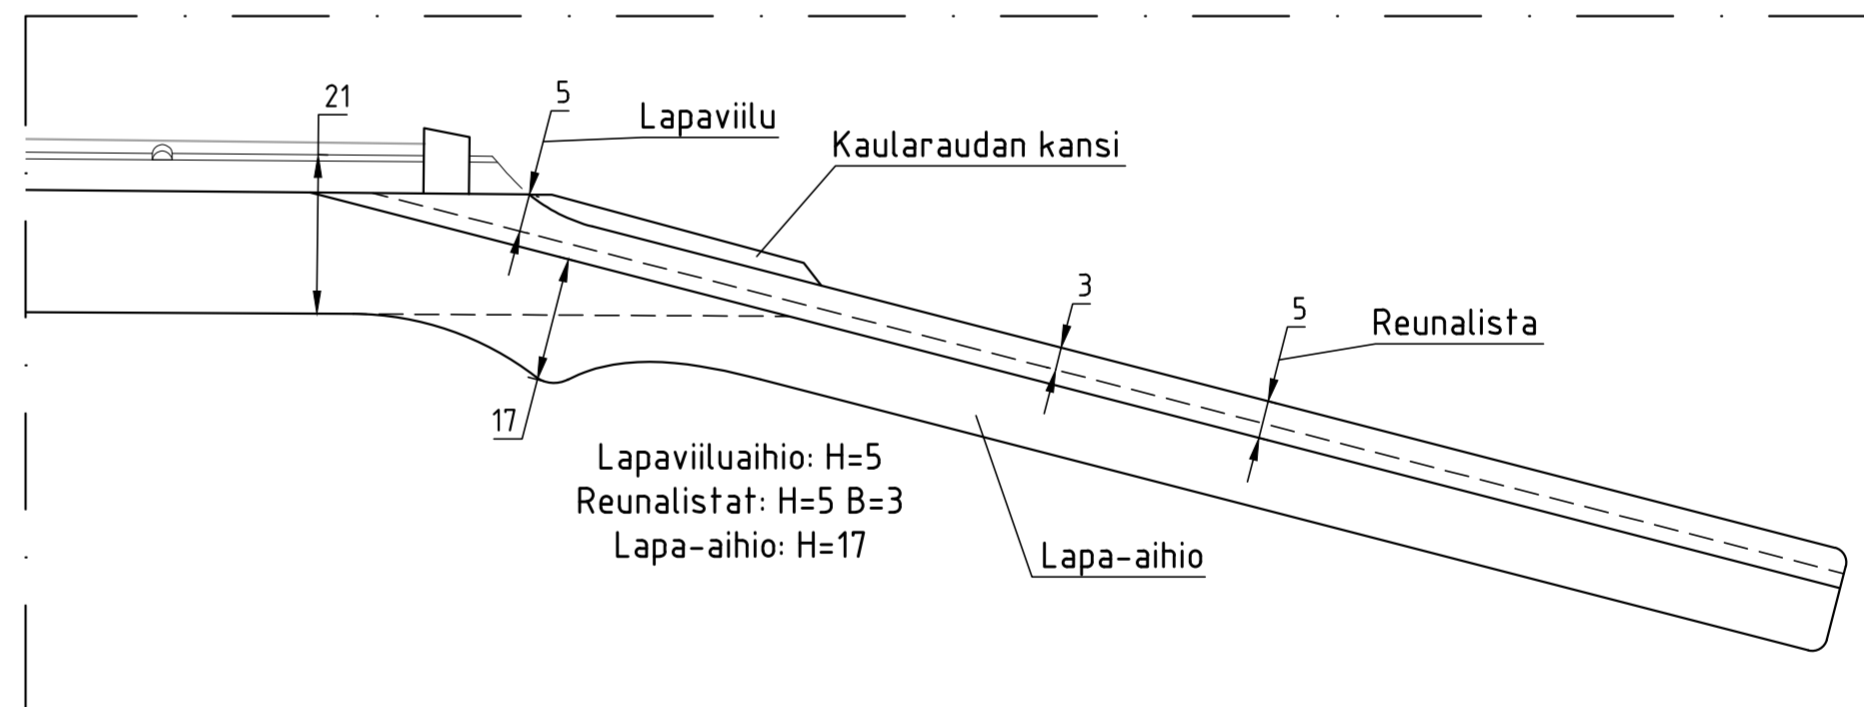 21
5
Lapaviilu
Kaularaudan kansi
3
5
Reunalista
17
Lapaviiluaihio: H=5
Reunalistat: H=5 B=3
Lapa-aihio: H=17
Lapa-aihio